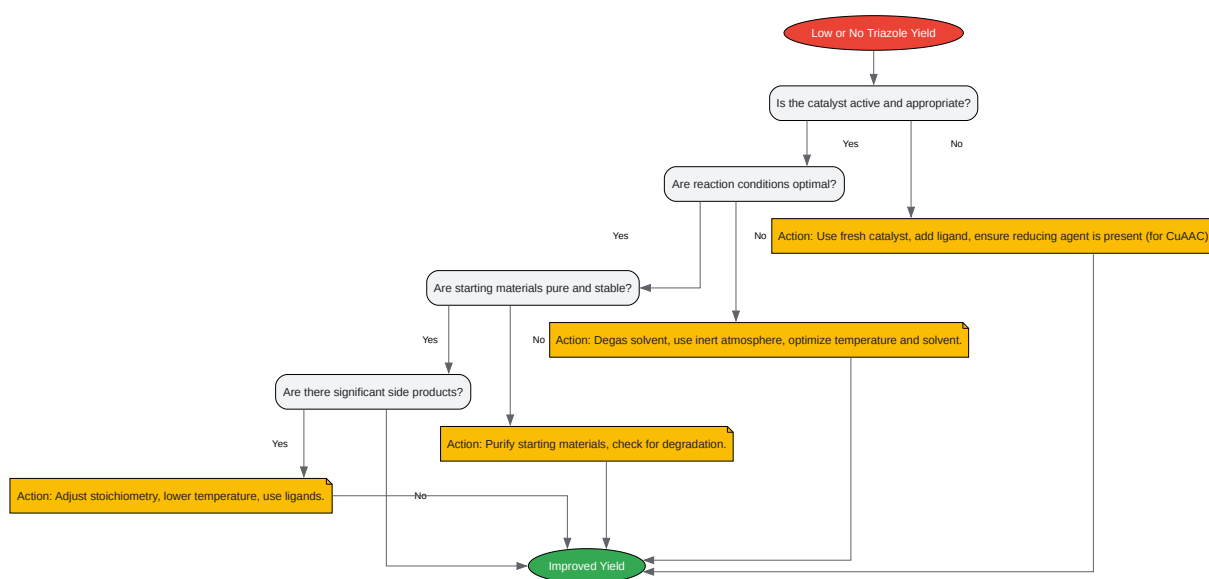 Low or No Triazole Yield
Is the catalyst active and appropriate?
Yes
No
Are reaction conditions optimal?
Yes
No
Action: Use fresh catalyst, add ligand, ensure reducing agent is present (for CuAAC)
Are starting materials pure and stable?
Yes
No
Action: Degas solvent, use inert atmosphere, optimize temperature and solvent.
Are there significant side products?
Yes
Action: Purify starting materials, check for degradation.
Action: Adjust stoichiometry, lower temperature, use ligands.
No
Improved Yield